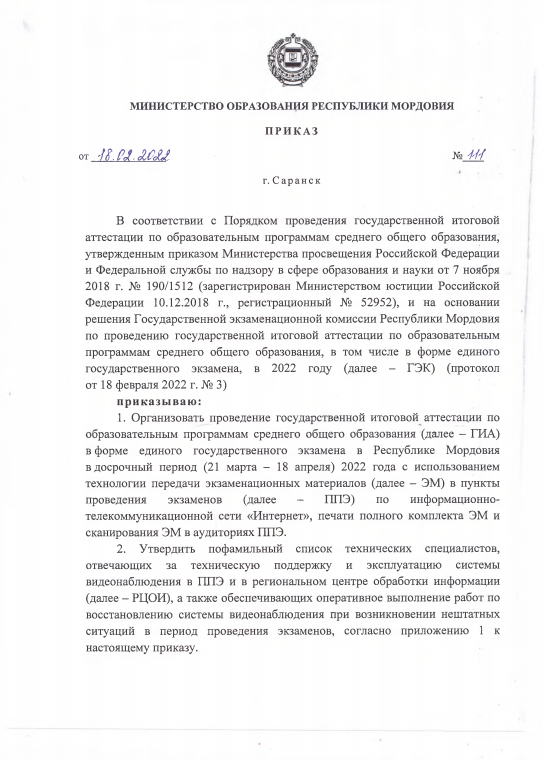 МИНИСТЕРСТВО ОБРАЗОВАНИЯ РЕСПУБЛИКИ МОРДОВИЯ
ПРИКАЗ
от 18.02.2022 № 111
г. Саранск
В соответствии с Порядком проведения государственной итоговой
аттестации по образовательным программам среднего общего образования,
утвержденным приказом Министерства просвещения Российской Федерации
и Федеральной службы по надзору в сфере образования и науки от 7 ноября
2018 г. № 190/1512 (зарегистрирован Министерством юстиции Российской
Федерации 10.12.2018 г., регистрационный № 52952), и на основании
решения Государственной экзаменационной комиссии Республики Мордовия
по проведению государственной итоговой аттестации по образовательным
программам среднего общего образования, в том числе в форме единого
государственного экзамена, в 2022 году (далее – ГЭК) (протокол
от 18 февраля 2022 г. № 3)
приказываю:
1. Организовать проведение государственной итоговой аттестации по
образовательным программам среднего общего образования (далее – ГИА)
в форме единого государственного экзамена в Республике Мордовия
в досрочный период (21 марта – 18 апреля) 2022 года с использованием
технологии передачи экзаменационных материалов (далее – ЭМ) в пункты
проведения экзаменов (далее – ППЭ) по информационно-
телекоммуникационной сети «Интернет», печати полного комплекта ЭМ и
сканирования ЭМ в аудиториях ППЭ.
2. Утвердить пофамильный список технических специалистов,
отвечающих за техническую поддержку и эксплуатацию системы
видеонаблюдения в ППЭ и в региональном центре обработки информации
(далее – РЦОИ), а также обеспечивающих оперативное выполнение работ по
восстановлению системы видеонаблюдения при возникновении нештатных
ситуаций в период проведения экзаменов, согласно приложению 1 к
настоящему приказу.